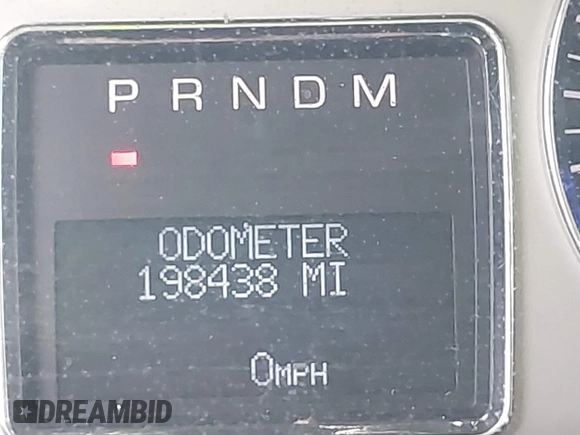 P R N D M
ODOMETER
198438 MI
0MPH
DREAMBID